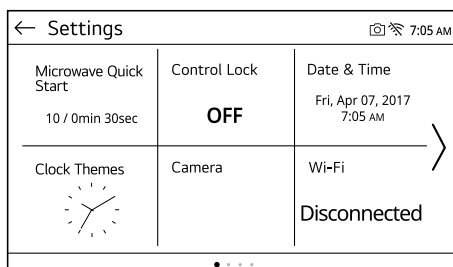 ← Settings 7:05 AM
Microwave Quick
Start
10 / 0min 30sec
Control Lock
OFF
Date & Time
Fri, Apr 07, 2017
7:05 AM
Clock Themes
Camera
Wi-Fi
Disconnected